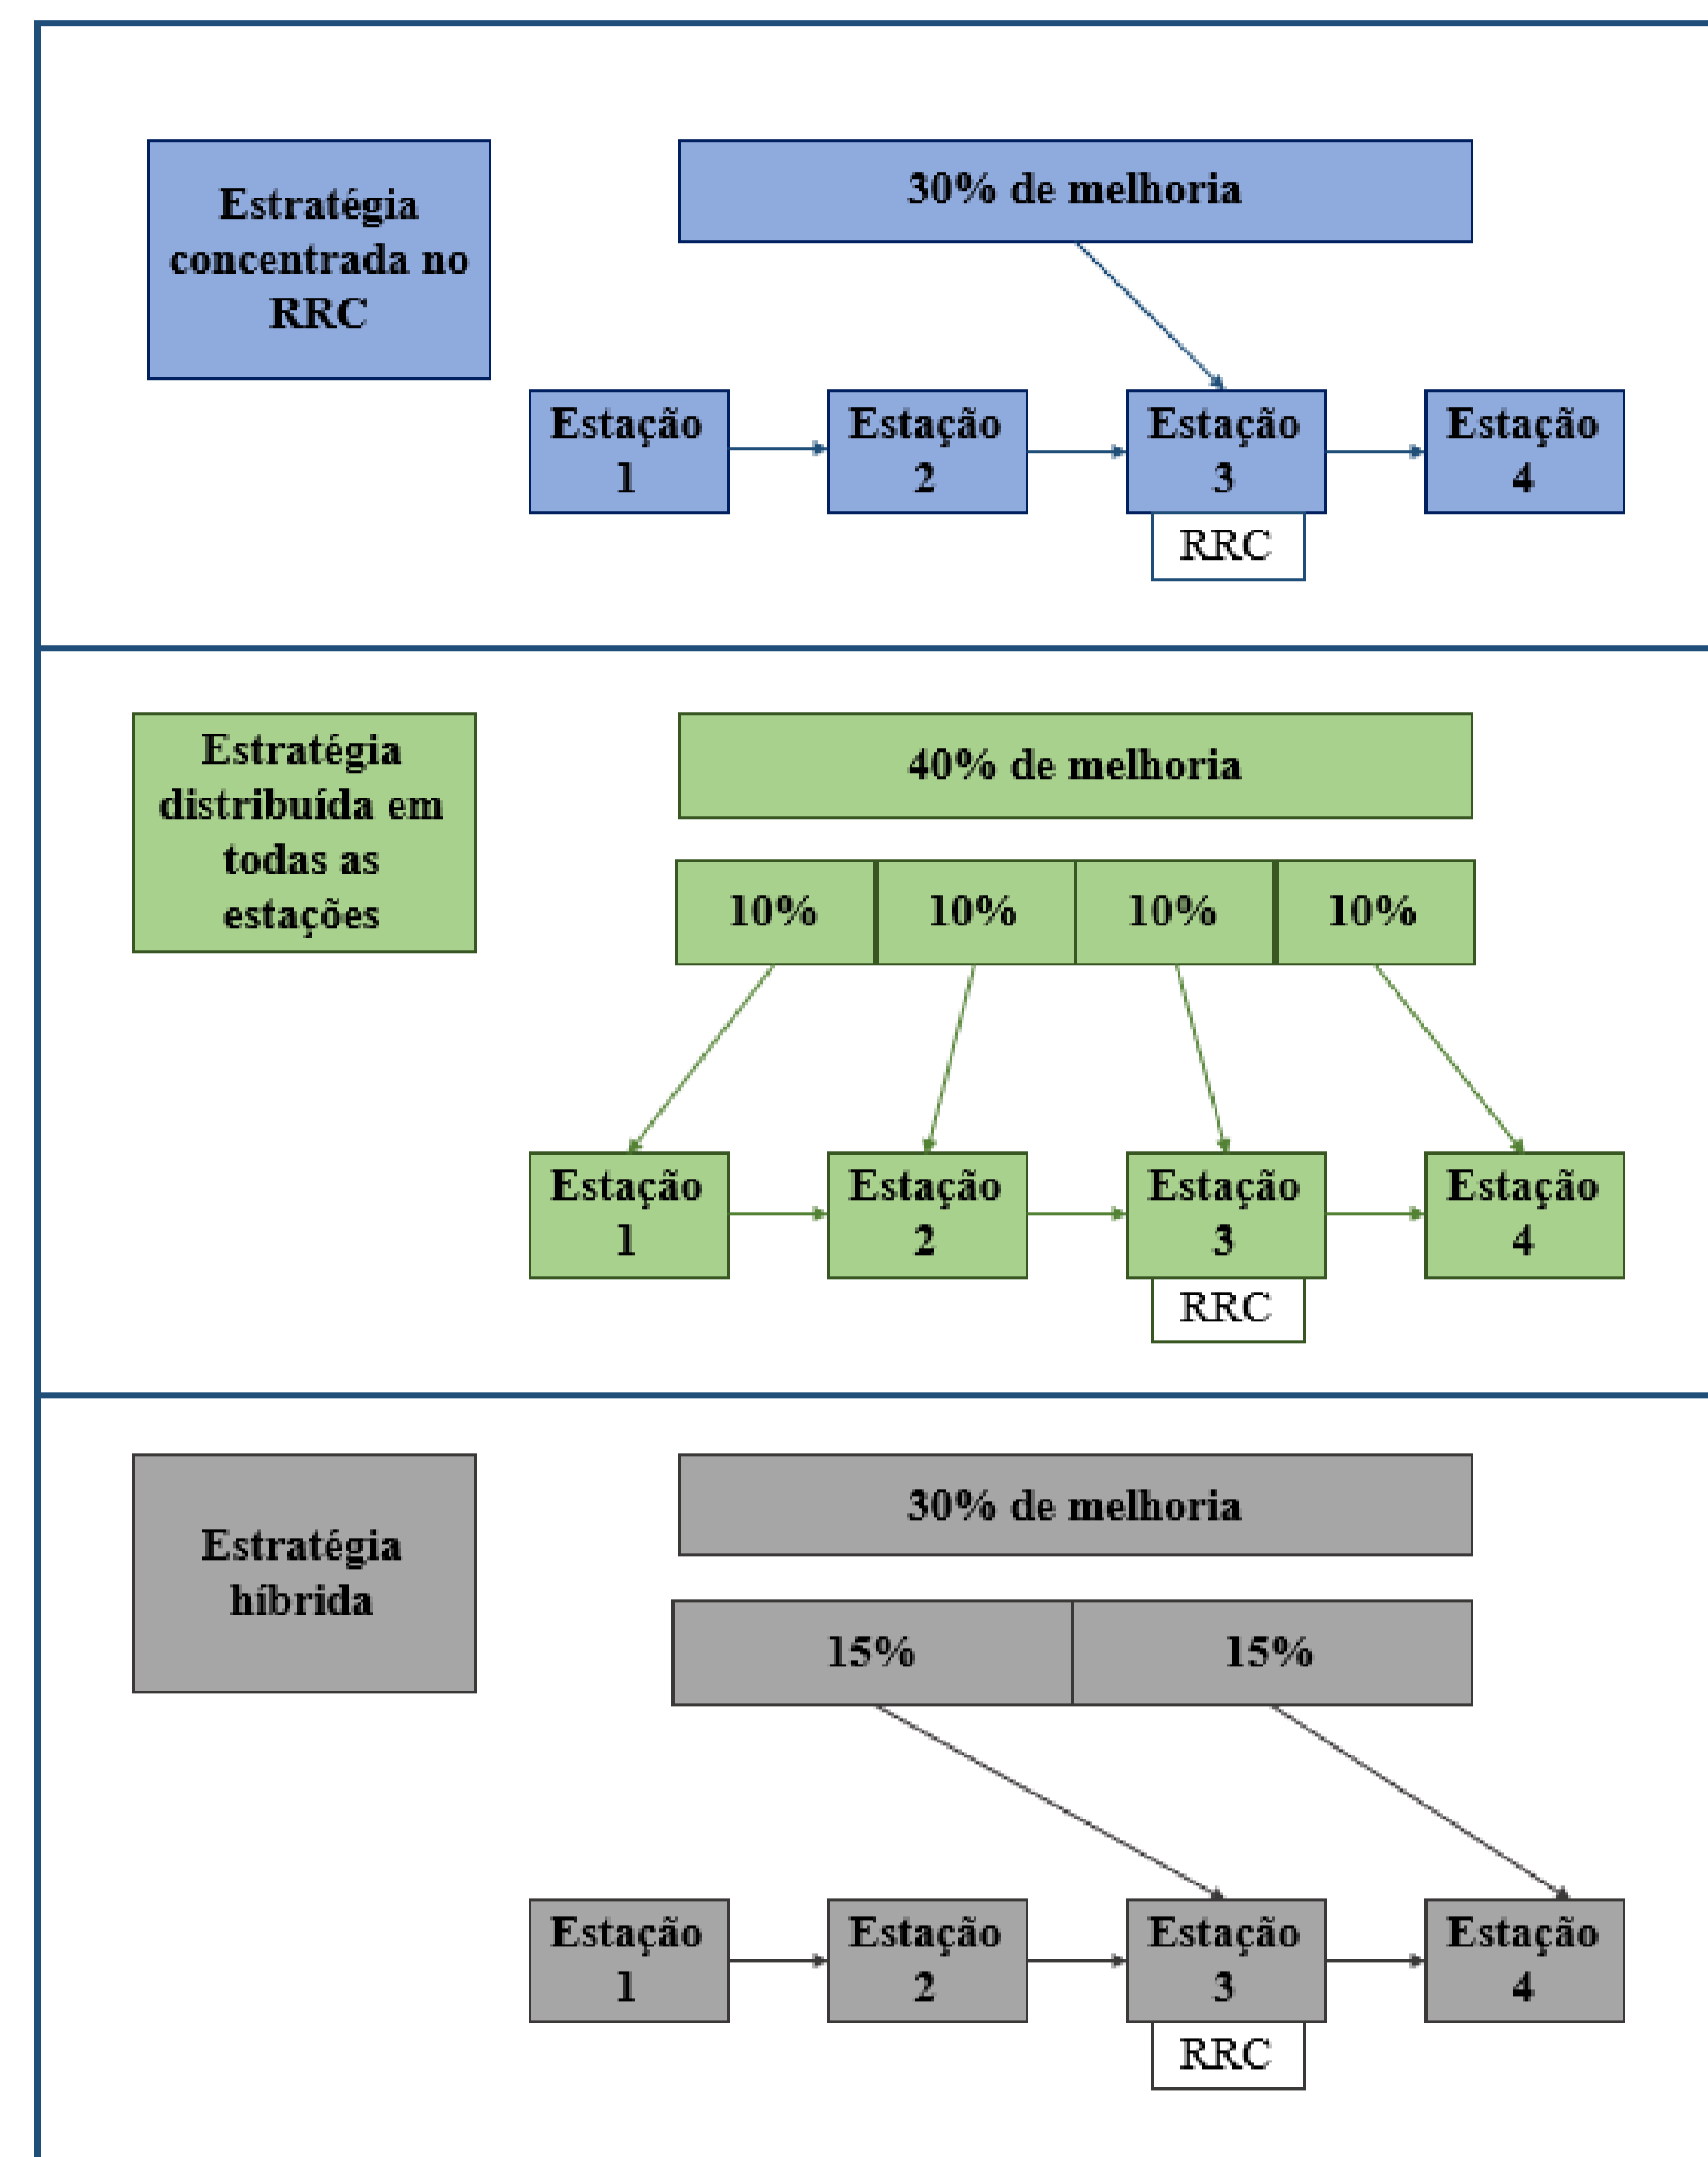 Estratégia
concentrada no
RRC
30% de melhoria
Estação
1
Estação
2
Estação
3
Estação
4
RRC
Estratégia
distribuída em
todas as
estações
40% de melhoria
10%
10%
10%
10%
Estação
1
Estação
2
Estação
3
Estação
4
RRC
Estratégia
híbrida
30% de melhoria
15%
15%
Estação
1
Estação
2
Estação
3
Estação
4
RRC